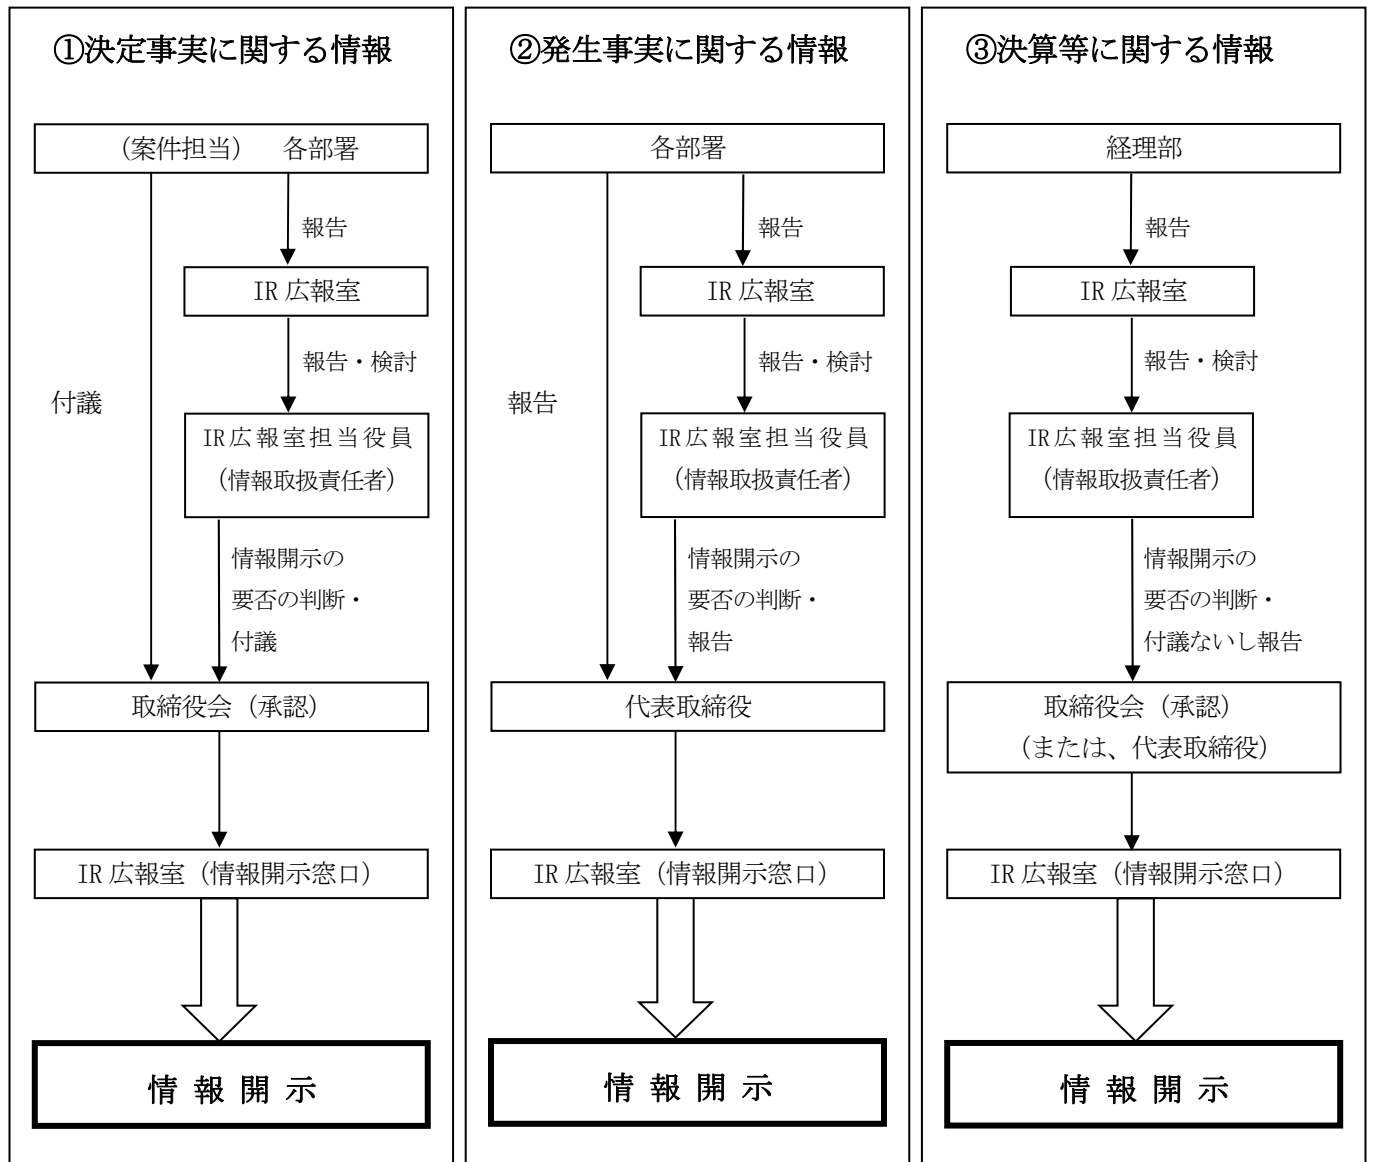 ①決定事実に関する情報
（案件担当）　各部署
報告
IR 広報室
報告・検討
付議
IR広報室担当役員
（情報取扱責任者）
情報開示の
要否の判断・
付議
取締役会（承認）
IR 広報室（情報開示窓口）
情 報 開 示
②発生事実に関する情報
各部署
報告
IR 広報室
報告・検討
報告
IR広報室担当役員
（情報取扱責任者）
情報開示の
要否の判断・
報告
代表取締役
IR 広報室（情報開示窓口）
情 報 開 示
③決算等に関する情報
経理部
報告
IR 広報室
報告・検討
IR広報室担当役員
（情報取扱責任者）
情報開示の
要否の判断・
付議ないし報告
取締役会（承認）
（または、代表取締役）
IR 広報室（情報開示窓口）
情 報 開 示